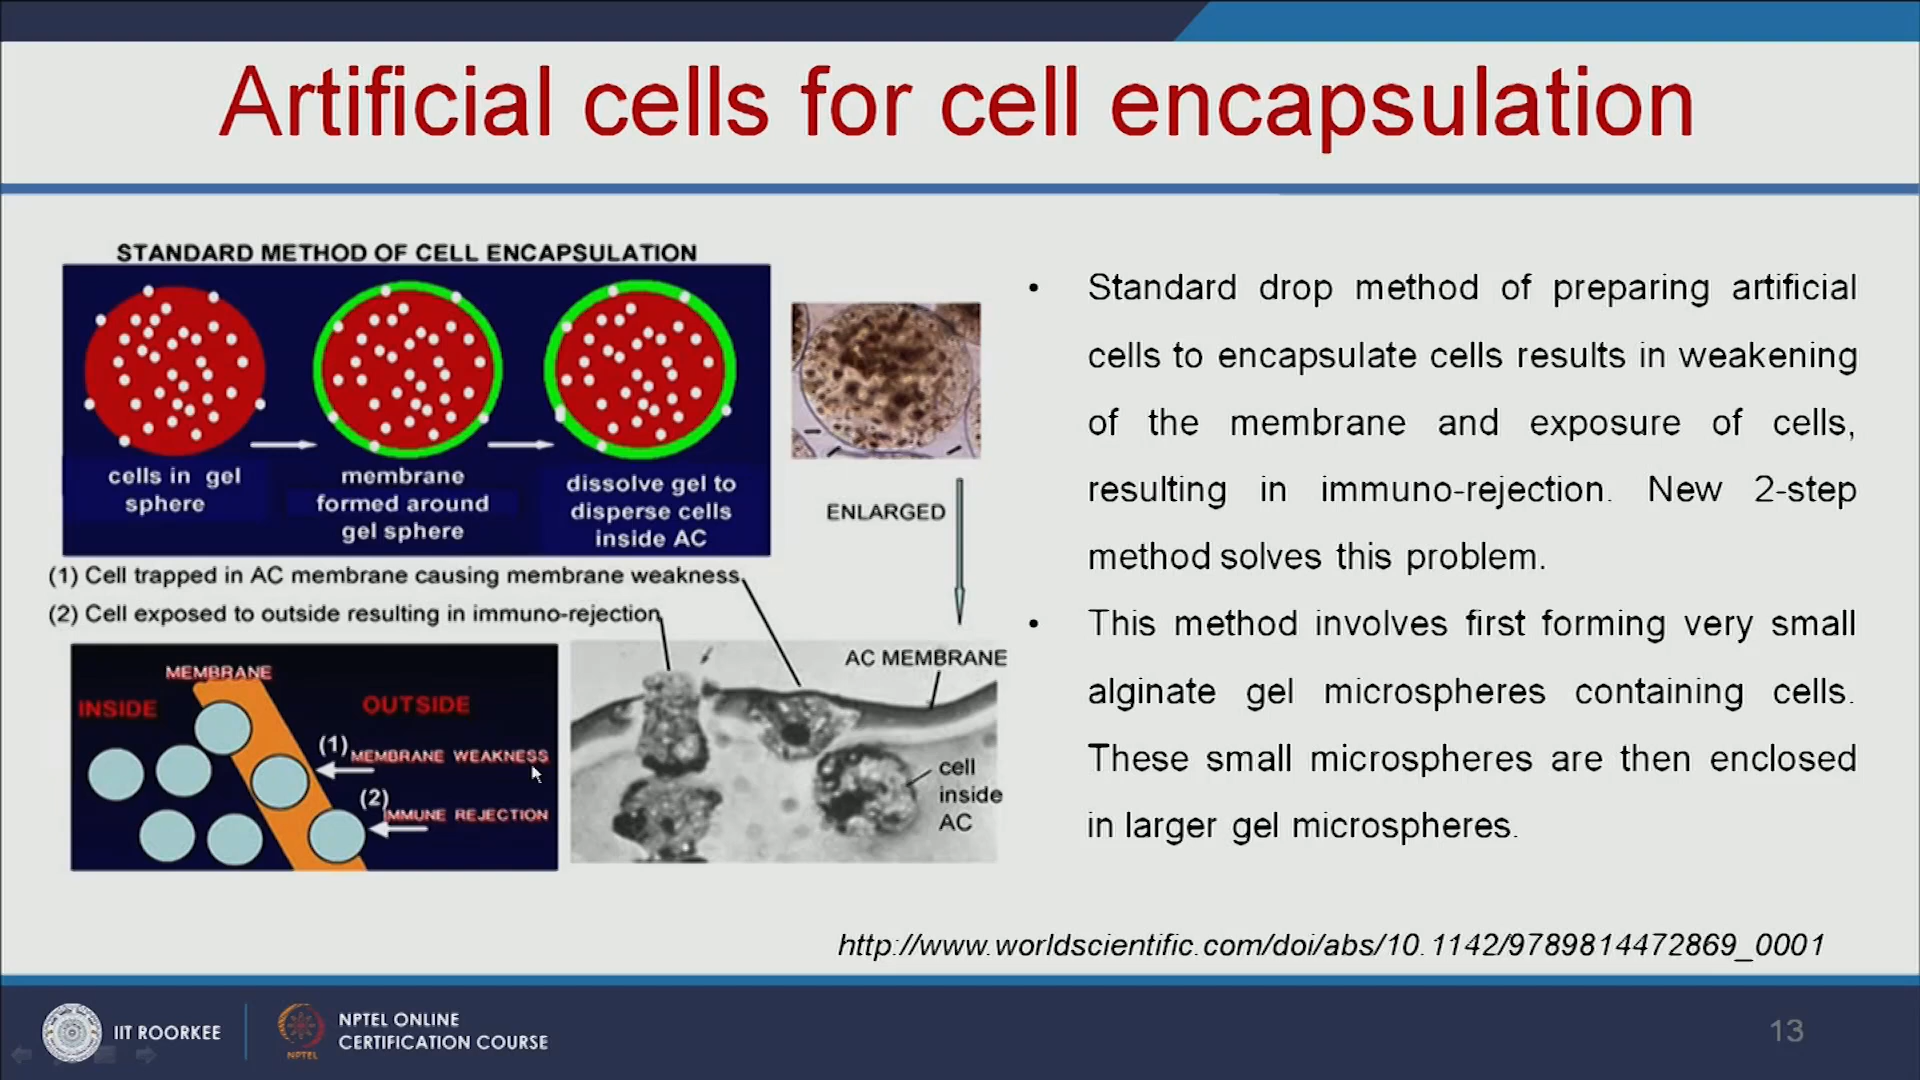 Artificial cells for cell encapsulation
STANDARD METHOD OF CELL ENCAPSULATION
cells in gel
sphere
membrane
formed around
gel sphere
dissolve gel to
disperse cells
inside AC
ENLARGED
(1) Cell trapped in AC membrane causing membrane weakness
(2) Cell exposed to outside resulting in immuno-rejection
MEMBRANE
INSIDE
OUTSIDE
(1)
MEMBRANE WEAKNESS
(2)
IMMUNE REJECTION
AC MEMBRANE
cell
inside
AC
• Standard drop method of preparing artificial
cells to encapsulate cells results in weakening
of the membrane and exposure of cells,
resulting in immuno-rejection. New 2-step
method solves this problem.
• This method involves first forming very small
alginate gel microspheres containing cells.
These small microspheres are then enclosed
in larger gel microspheres.
http://www.worldscientific.com/doi/abs/10.1142/9789814472869_0001
IIT ROORKEE
NPTEL
NPTEL ONLINE
CERTIFICATION COURSE
13